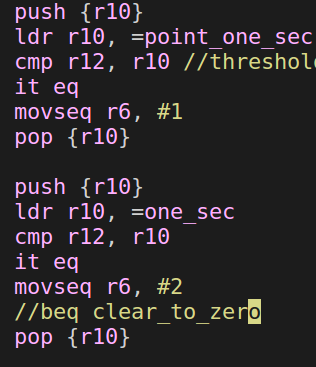 push {r10}
ldr r10, =point_one_sec
cmp r12, r10 //threshol
it eq
movseq r6, #1
pop {r10}
push {r10}
ldr r10, =one_sec
cmp r12, r10
it eq
movseq r6, #2
//beq clear_to_zero
pop {r10}